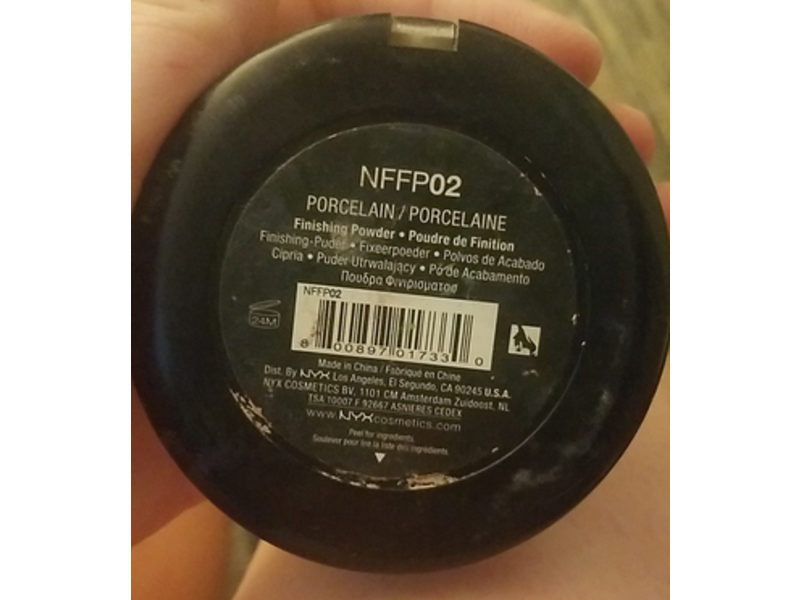 NFFP02
PORCELAIN / PORCELAINE
Finishing Powder • Poudre de Finition
Finishing-Puder • Fixeerpoeder • Polvos de Acabado
Cipria • Puder Utrwalający • Pó de Acabamento
Πουδρα Φινιρισματοσ
NFFP02
24M
8 00897 01733 0
Made in China / Fabriqué en Chine
Dist. By NYX Los Angeles, El Segundo, CA 90245 U.S.A.
NYX COSMETICS BV, 1101 CM Amsterdam Zuidoost, NL
TSA 10007 F 92667 ASNIERES CEDEX
www.NYXcosmetics.com
Peel for ingredients.
Soulever pour lire la liste des ingrédients